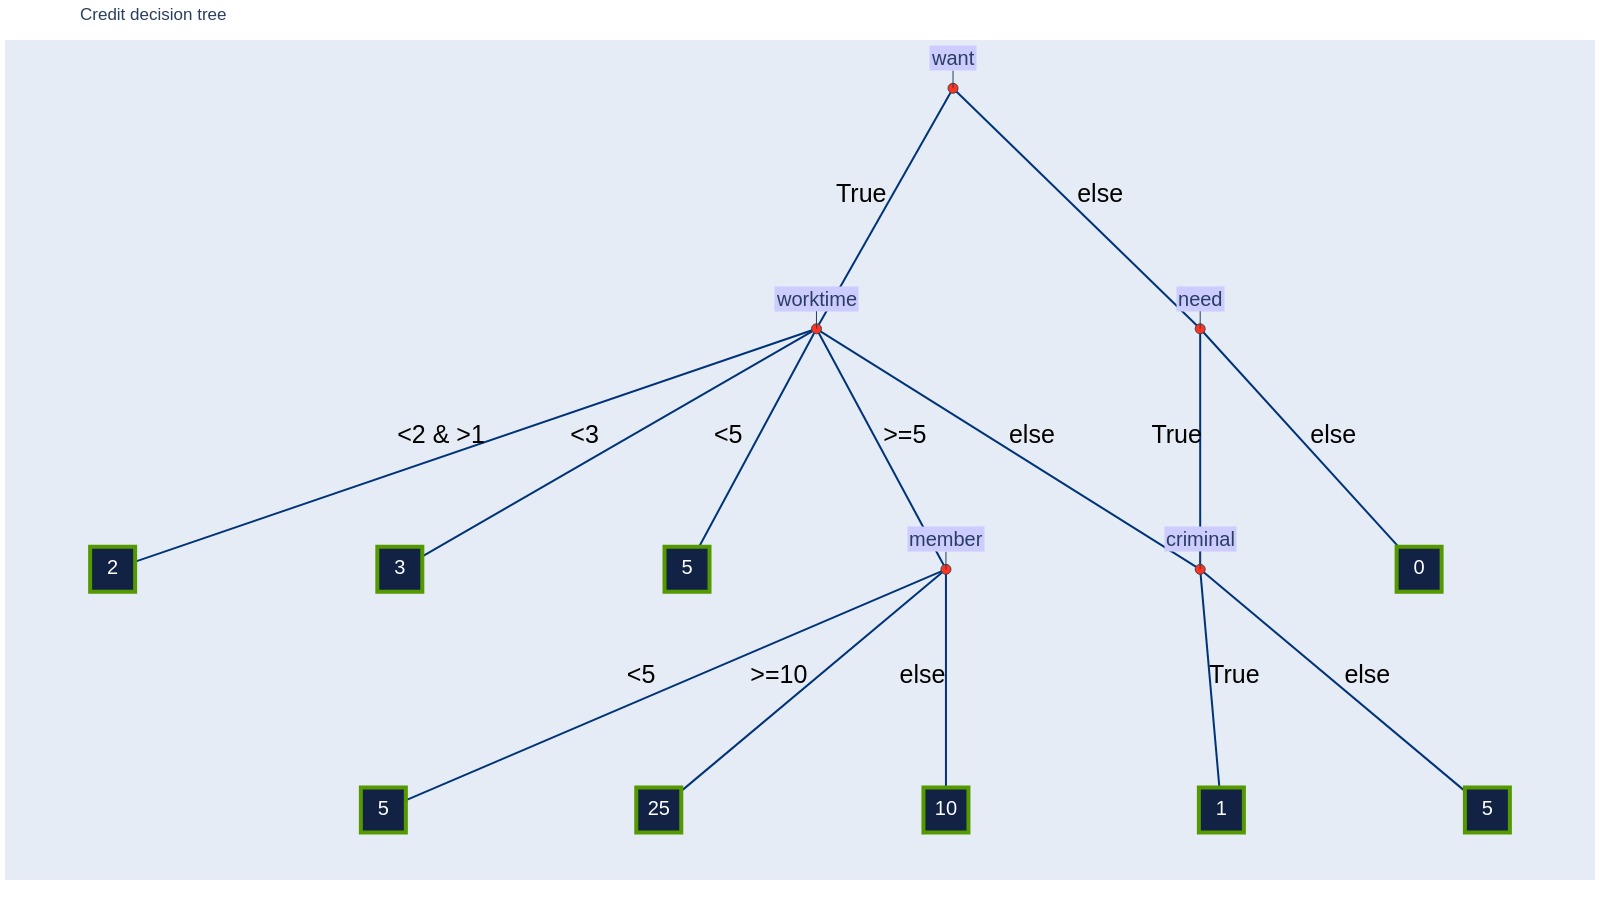 Credit decision tree
want
True
else
worktime
need
<2 & >1
<3
<5
>=5
else
True
else
member
criminal
2
3
5
0
<5
>=10
else
True
else
5
25
10
1
5